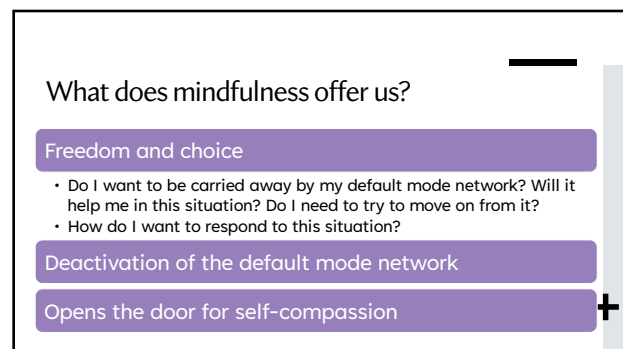 What does mindfulness offer us?
Freedom and choice
• Do I want to be carried away by my default mode network? Will it
help me in this situation? Do I need to try to move on from it?
• How do I want to respond to this situation?
Deactivation of the default mode network
Opens the door for self-compassion